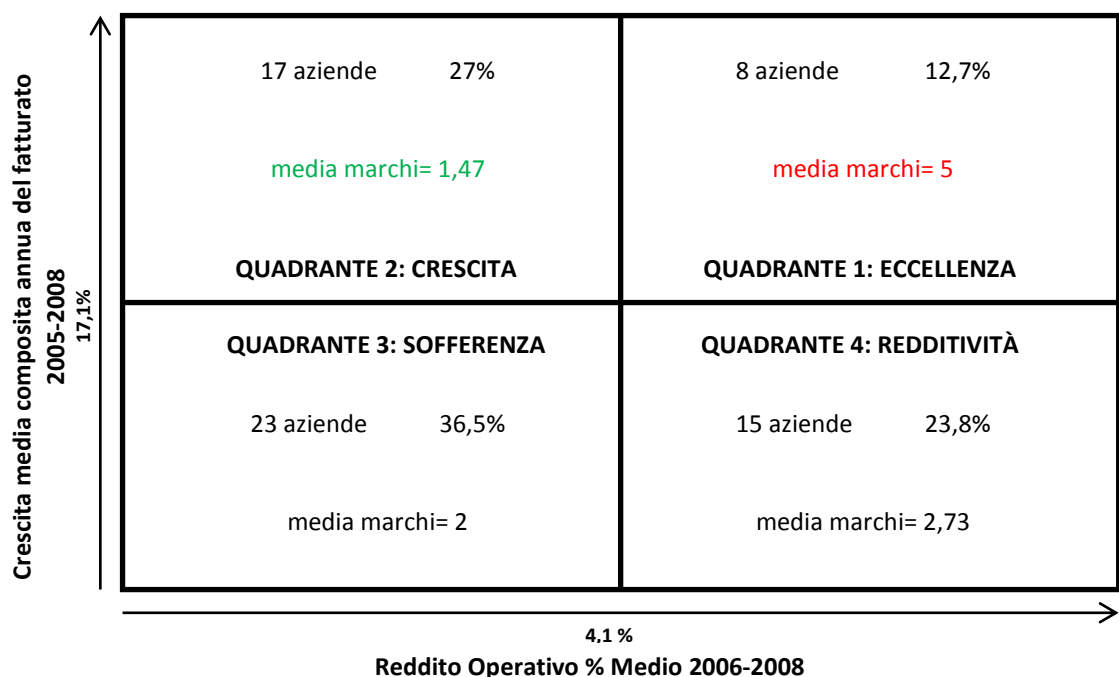 17 aziende 27%
media marchi= 1,47
QUADRANTE 2: CRESCITA
8 aziende 12,7%
media marchi= 5
QUADRANTE 1: ECCELLENZA
QUADRANTE 3: SOFFERENZA
23 aziende 36,5%
media marchi= 2
QUADRANTE 4: REDDITIVITÀ
15 aziende 23,8%
media marchi= 2,73
Crescita media composita annua del fatturato
2005-2008
17,1%
4,1 %
Reddito Operativo % Medio 2006-2008